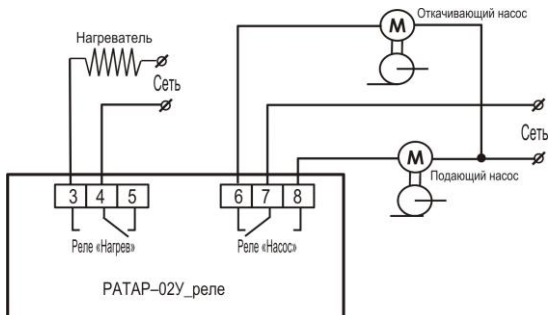 Откачивающий насос
M
Нагреватель
Сеть
Сеть
M
Подающий насос
3 4 5
6 7 8
Реле «Нагрев»
Реле «Насос»
РАТАР–02У_реле